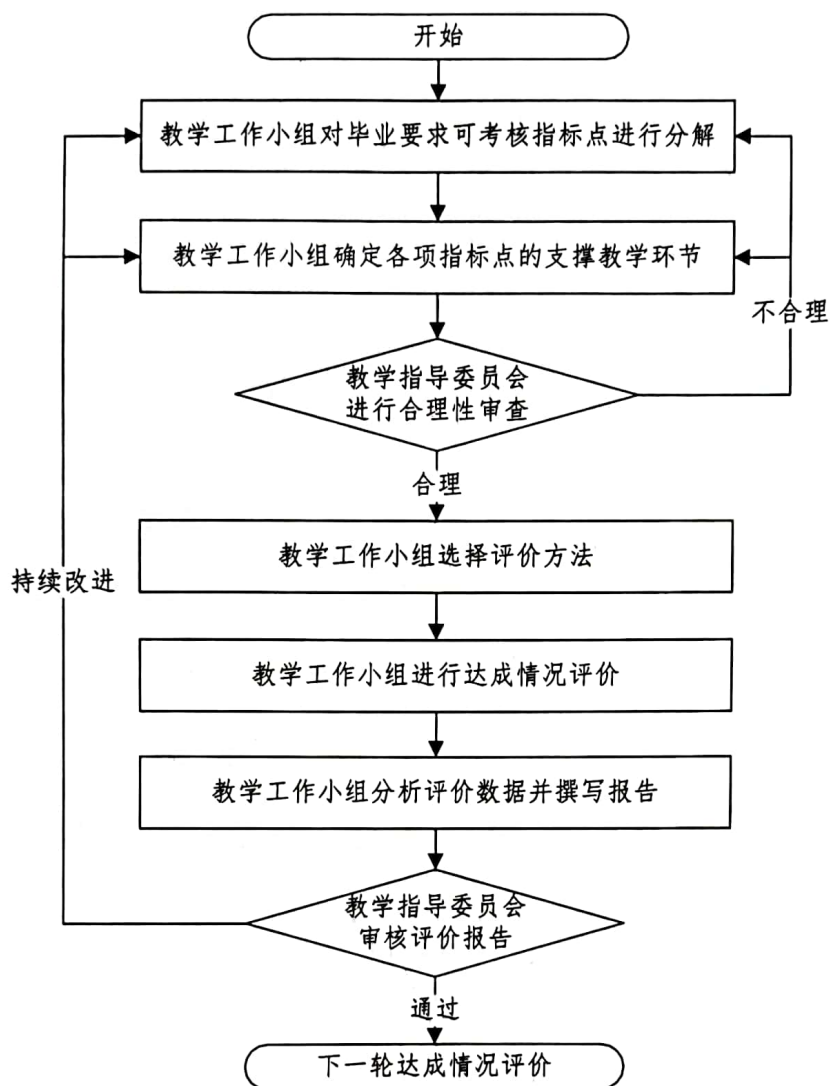 开始
教学工作小组对毕业要求可考核指标点进行分解
教学工作小组确定各项指标点的支撑教学环节
不合理
教学指导委员会
进行合理性审查
合理
教学工作小组选择评价方法
持续改进
教学工作小组进行达成情况评价
教学工作小组分析评价数据并撰写报告
教学指导委员会
审核评价报告
通过
下一轮达成情况评价